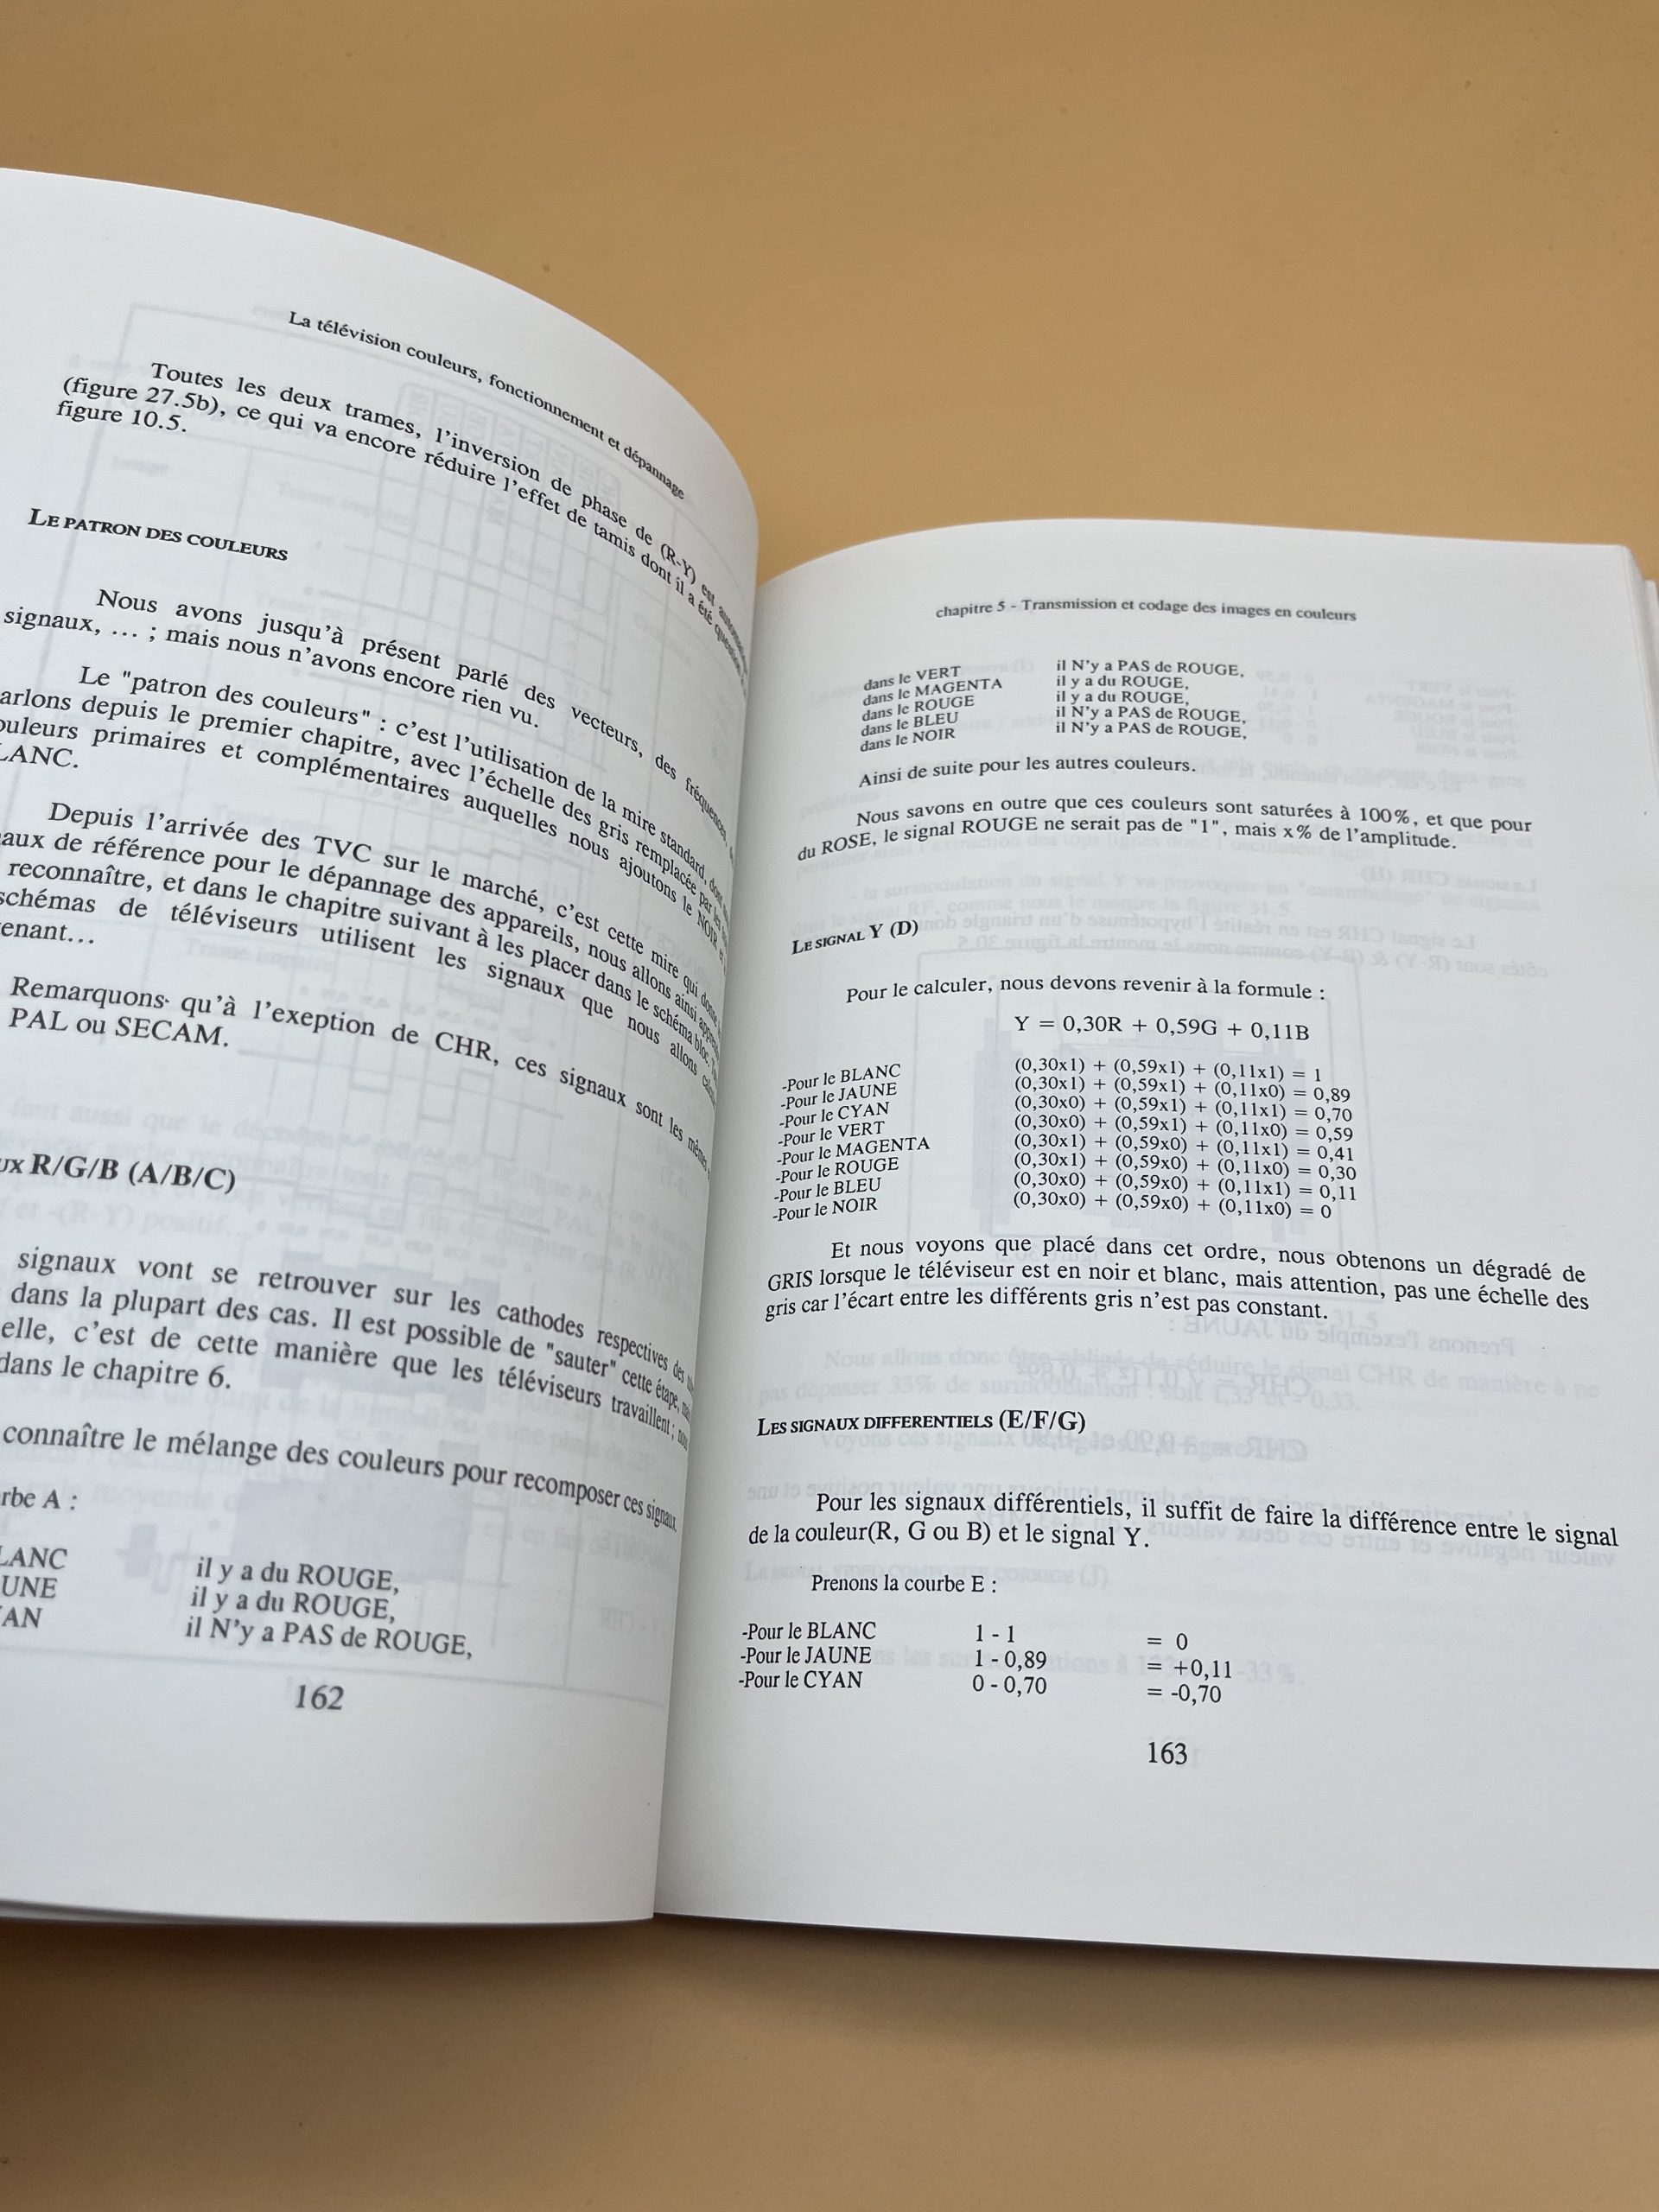 La télévision couleurs, fonctionnement et dépannage
Toutes les deux trames, l'inversion de phase de (R-Y) est
(figure 27.5b), ce qui va encore réduire l'effet de tamis dont il a été
figure 10.5.
LE PATRON DES COULEURS
Nous avons jusqu'à présent parlé des vecteurs, des fréquences,
signaux, ... ; mais nous n'avons encore rien vu.
Le "patron des couleurs" : c'est l'utilisation de la mire standard, dont
arlons depuis le premier chapitre, avec l'échelle des gris remplacée par les
ouleurs primaires et complémentaires auquelles nous ajoutons le NOIR
LANC.
Depuis l'arrivée des TVC sur le marché, c'est cette mire qui donne
aux de référence pour le dépannage des appareils, nous allons ainsi
reconnaître, et dans le chapitre suivant à les placer dans le schéma bloc.
schémas de téléviseurs utilisent les signaux que nous allons
enant...
Remarquons qu'à l'exeption de CHR, ces signaux sont les mêmes
PAL ou SECAM.
ux R/G/B (A/B/C)
signaux vont se retrouver sur les cathodes respectives des
dans la plupart des cas. Il est possible de "sauter" cette étape,
elle, c'est de cette manière que les téléviseurs travaillent ;
dans le chapitre 6.
connaître le mélange des couleurs pour recomposer ces signaux.
rbe A :
LANC il y a du ROUGE,
UNE il y a du ROUGE,
AN il N'y a PAS de ROUGE,
162
chapitre 5 - Transmission et codage des images en couleurs
dans le VERT il N'y a PAS de ROUGE,
dans le MAGENTA il y a du ROUGE,
dans le ROUGE il y a du ROUGE,
dans le BLEU il N'y a PAS de ROUGE,
dans le NOIR il N'y a PAS de ROUGE,
Ainsi de suite pour les autres couleurs.
Nous savons en outre que ces couleurs sont saturées à 100%, et que pour
du ROSE, le signal ROUGE ne serait pas de "1", mais x% de l'amplitude.
LE SIGNAL Y (D)
Pour le calculer, nous devons revenir à la formule :
Y = 0,30R + 0,59G + 0,11B
-Pour le BLANC (0,30x1) + (0,59x1) + (0,11x1) = 1
-Pour le JAUNE (0,30x1) + (0,59x1) + (0,11x0) = 0,89
-Pour le CYAN (0,30x0) + (0,59x1) + (0,11x1) = 0,70
-Pour le VERT (0,30x0) + (0,59x1) + (0,11x0) = 0,59
-Pour le MAGENTA (0,30x1) + (0,59x0) + (0,11x1) = 0,41
-Pour le ROUGE (0,30x1) + (0,59x0) + (0,11x0) = 0,30
-Pour le BLEU (0,30x0) + (0,59x0) + (0,11x1) = 0,11
-Pour le NOIR (0,30x0) + (0,59x0) + (0,11x0) = 0
Et nous voyons que placé dans cet ordre, nous obtenons un dégradé de
GRIS lorsque le téléviseur est en noir et blanc, mais attention, pas une échelle des
gris car l'écart entre les différents gris n'est pas constant.
LES SIGNAUX DIFFERENTIELS (E/F/G)
Pour les signaux différentiels, il suffit de faire la différence entre le signal
de la couleur(R, G ou B) et le signal Y.
Prenons la courbe E :
-Pour le BLANC 1 - 1 = 0
-Pour le JAUNE 1 - 0,89 = +0,11
-Pour le CYAN 0 - 0,70 = -0,70
163